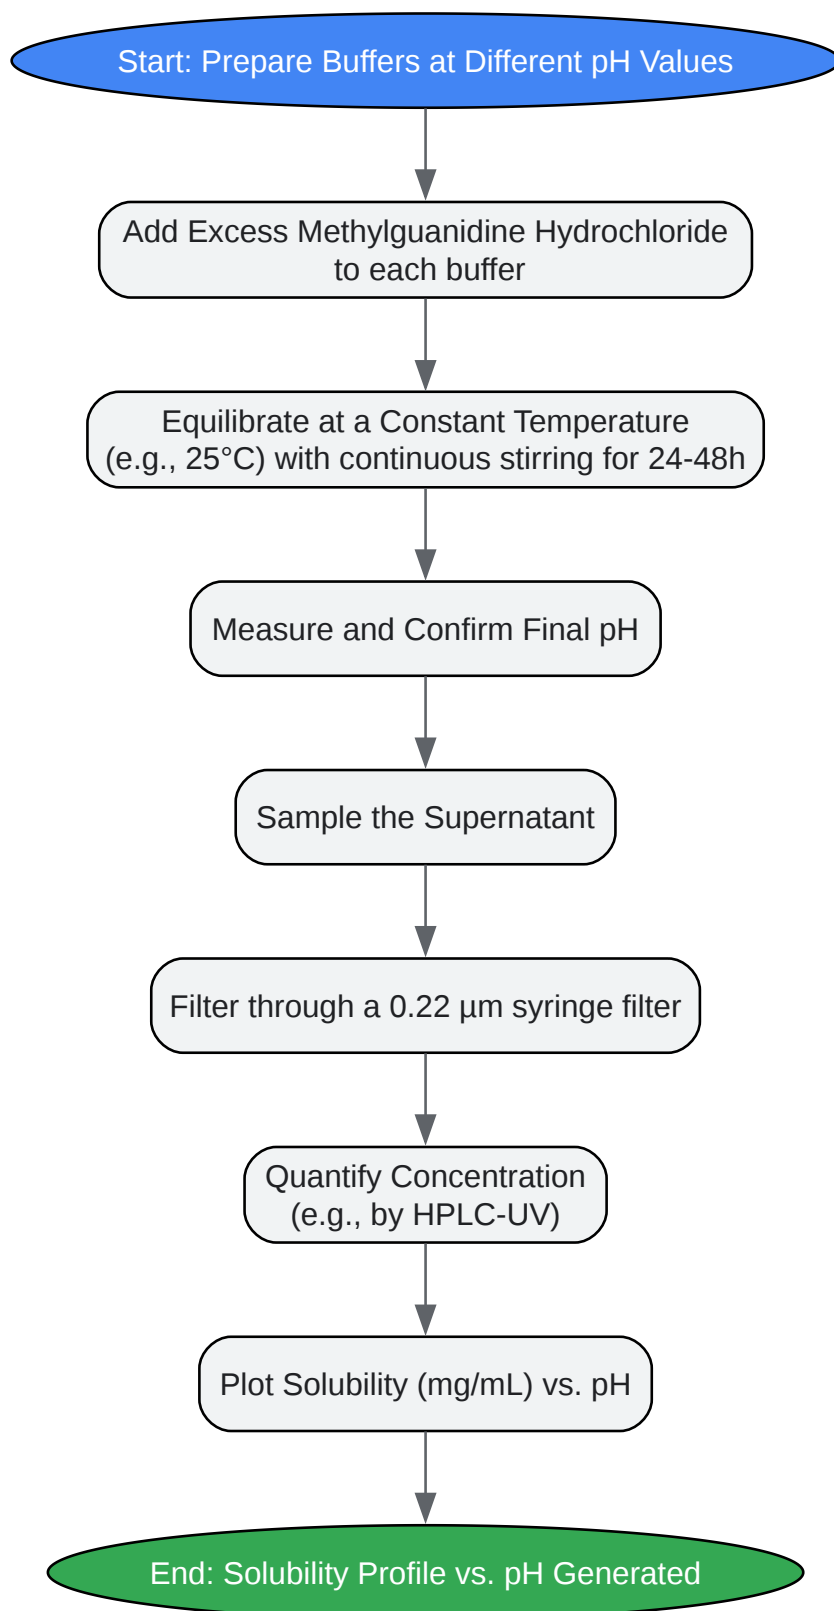 Start: Prepare Buffers at Different pH Values
Add Excess Methylguanidine Hydrochloride
to each buffer
Equilibrate at a Constant Temperature
(e.g., 25°C) with continuous stirring for 24-48h
Measure and Confirm Final pH
Sample the Supernatant
Filter through a 0.22 µm syringe filter
Quantify Concentration
(e.g., by HPLC-UV)
Plot Solubility (mg/mL) vs. pH
End: Solubility Profile vs. pH Generated